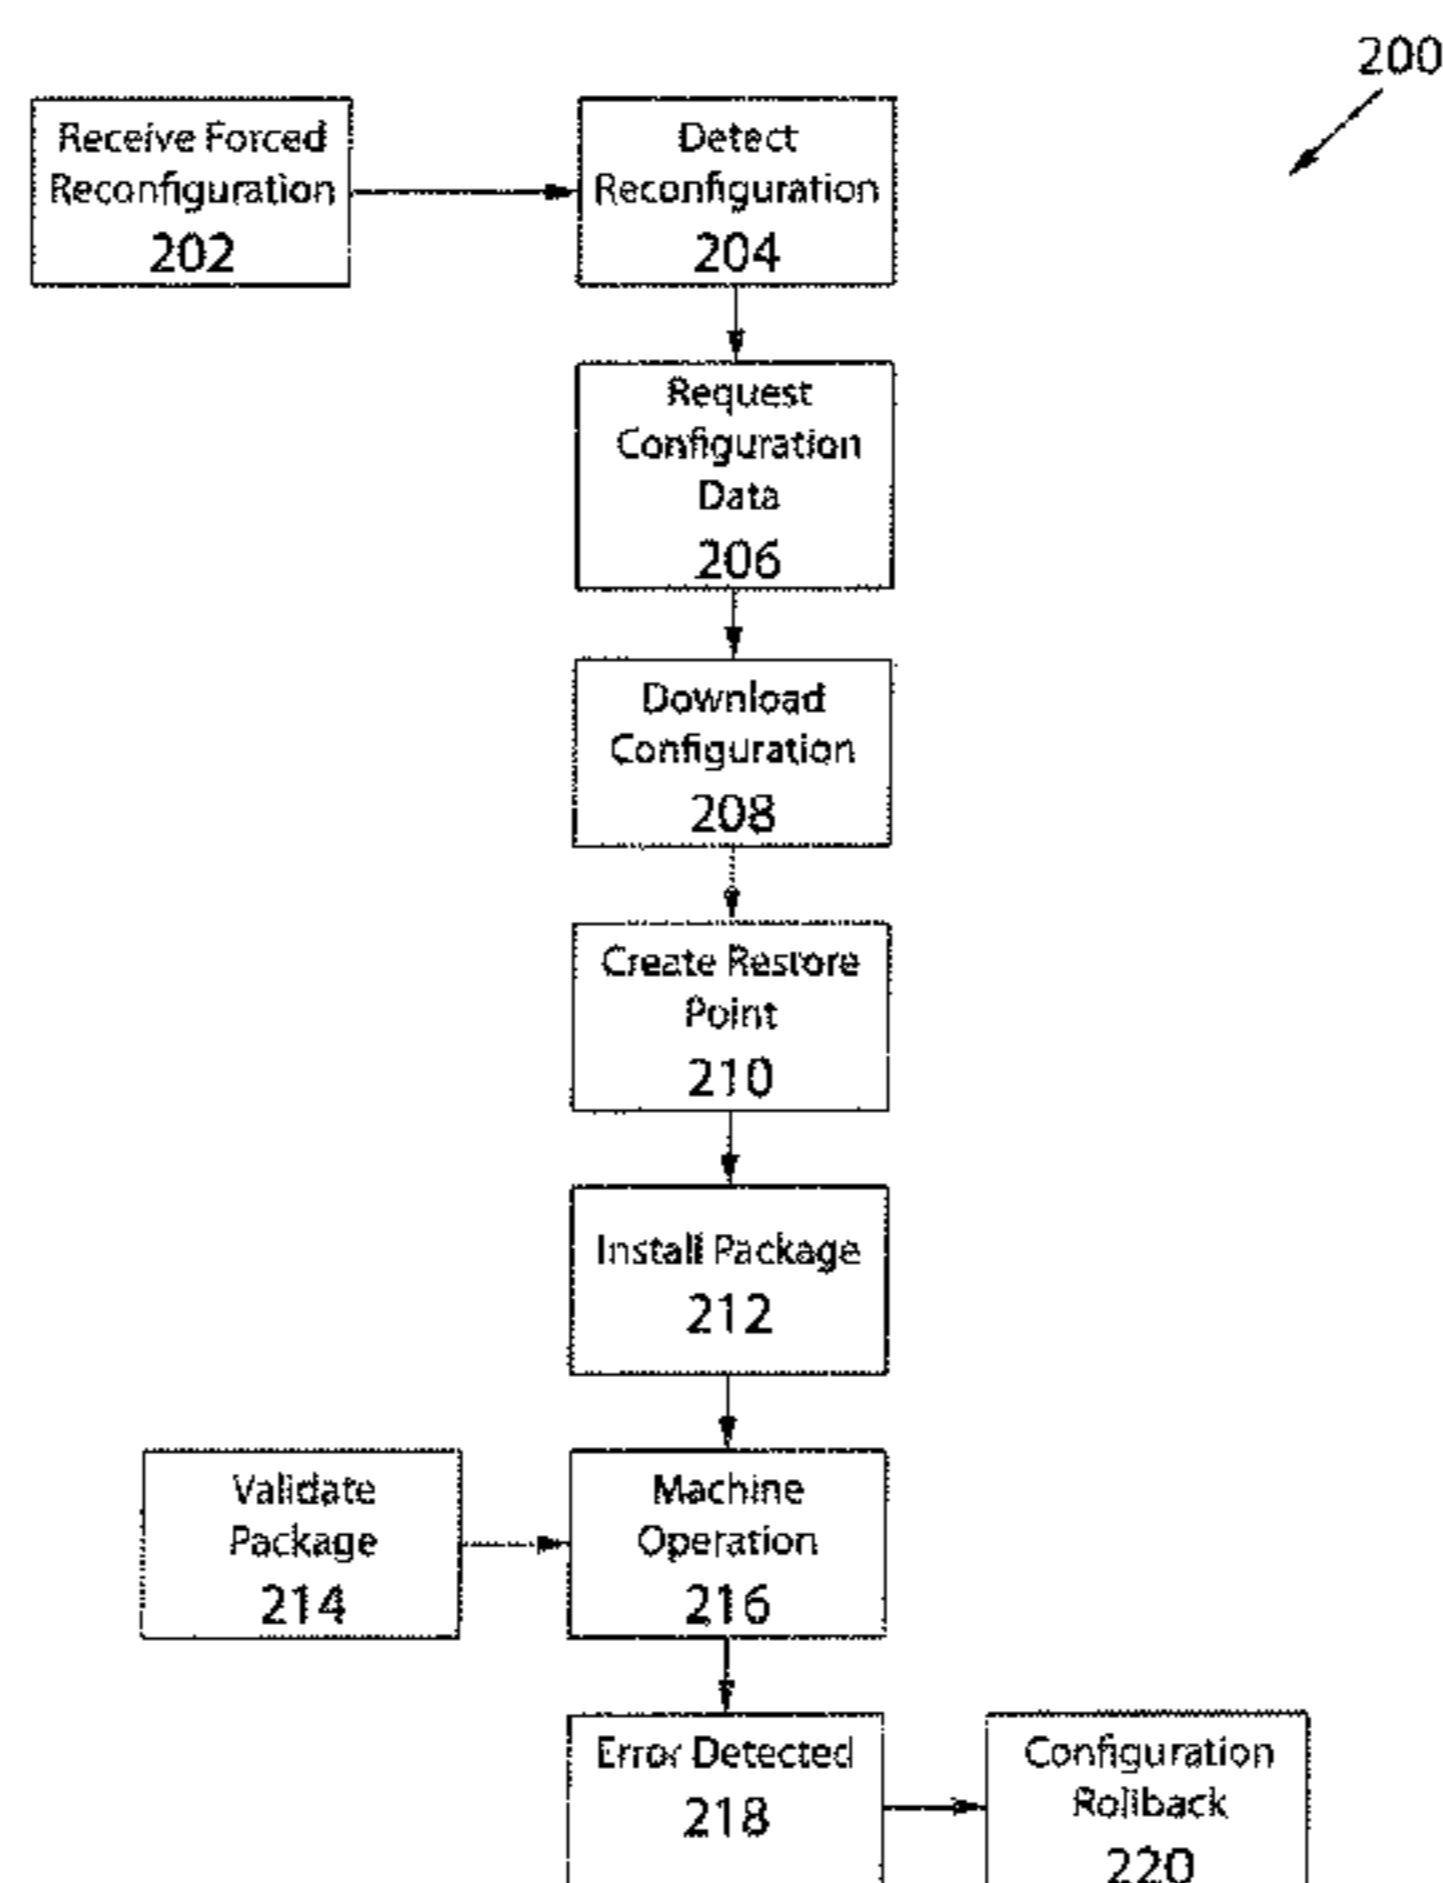 200
Receive Forced
Reconfiguration
202
Detect
Reconfiguration
204
Request
Configuration
Data
206
Download
Configuration
208
Create Restore
Point
210
Install Package
212
Validate
Package
214
Machine
Operation
216
Error Detected
218
Configuration
Rollback
220